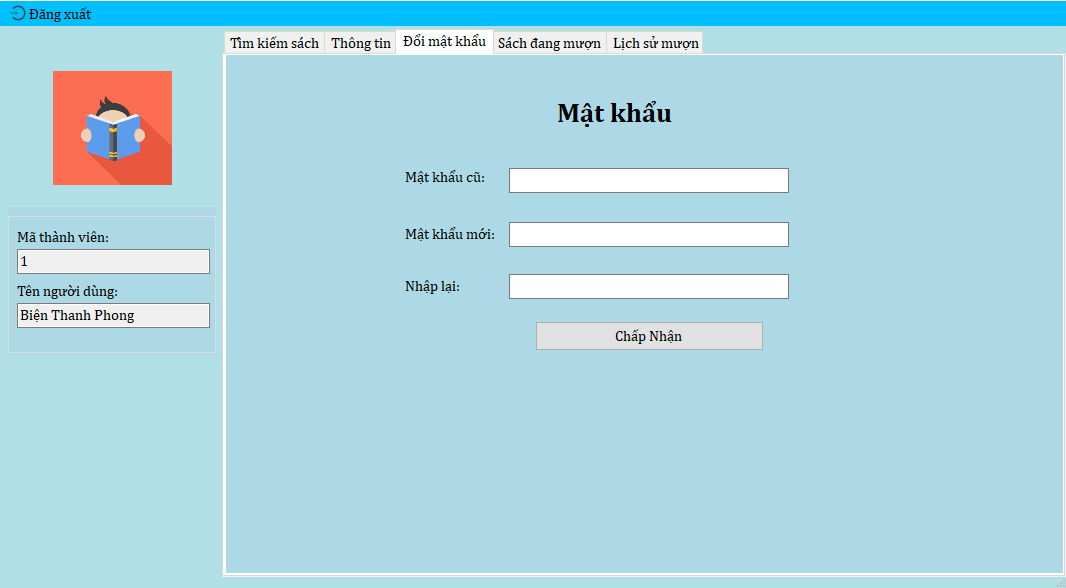 Đăng xuất
Tìm kiếm sách Thông tin Đổi mật khẩu Sách đang mượn Lịch sử mượn
Mật khẩu
Mật khẩu cũ:
Mật khẩu mới:
Nhập lại:
Chấp Nhận
Mã thành viên:
1
Tên người dùng:
Biện Thanh Phong